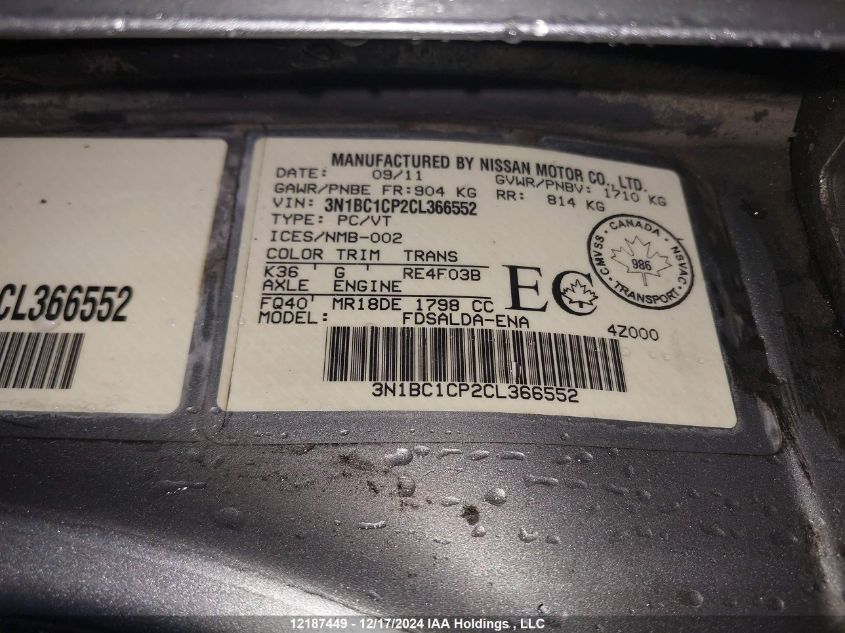 MANUFACTURED BY NISSAN MOTOR CO., LTD.
DATE: 09/11 GVWR/PNBV: 1710 KG
GAWR/PNBE FR: 904 KG RR: 814 KG
VIN: 3N1BC1CP2CL366552
TYPE: PC/VT
ICES/NMB-002
COLOR TRIM TRANS
K36 G RE4F03B
AXLE ENGINE
FQ40 MR18DE 1798 CC
MODEL: FDSALDA-ENA
4Z000
EC
CANADA
CMVSS NSVAC
986
TRANSPORT
3N1BC1CP2CL366552
CL366552
12187449 - 12/17/2024 IAA Holdings, LLC